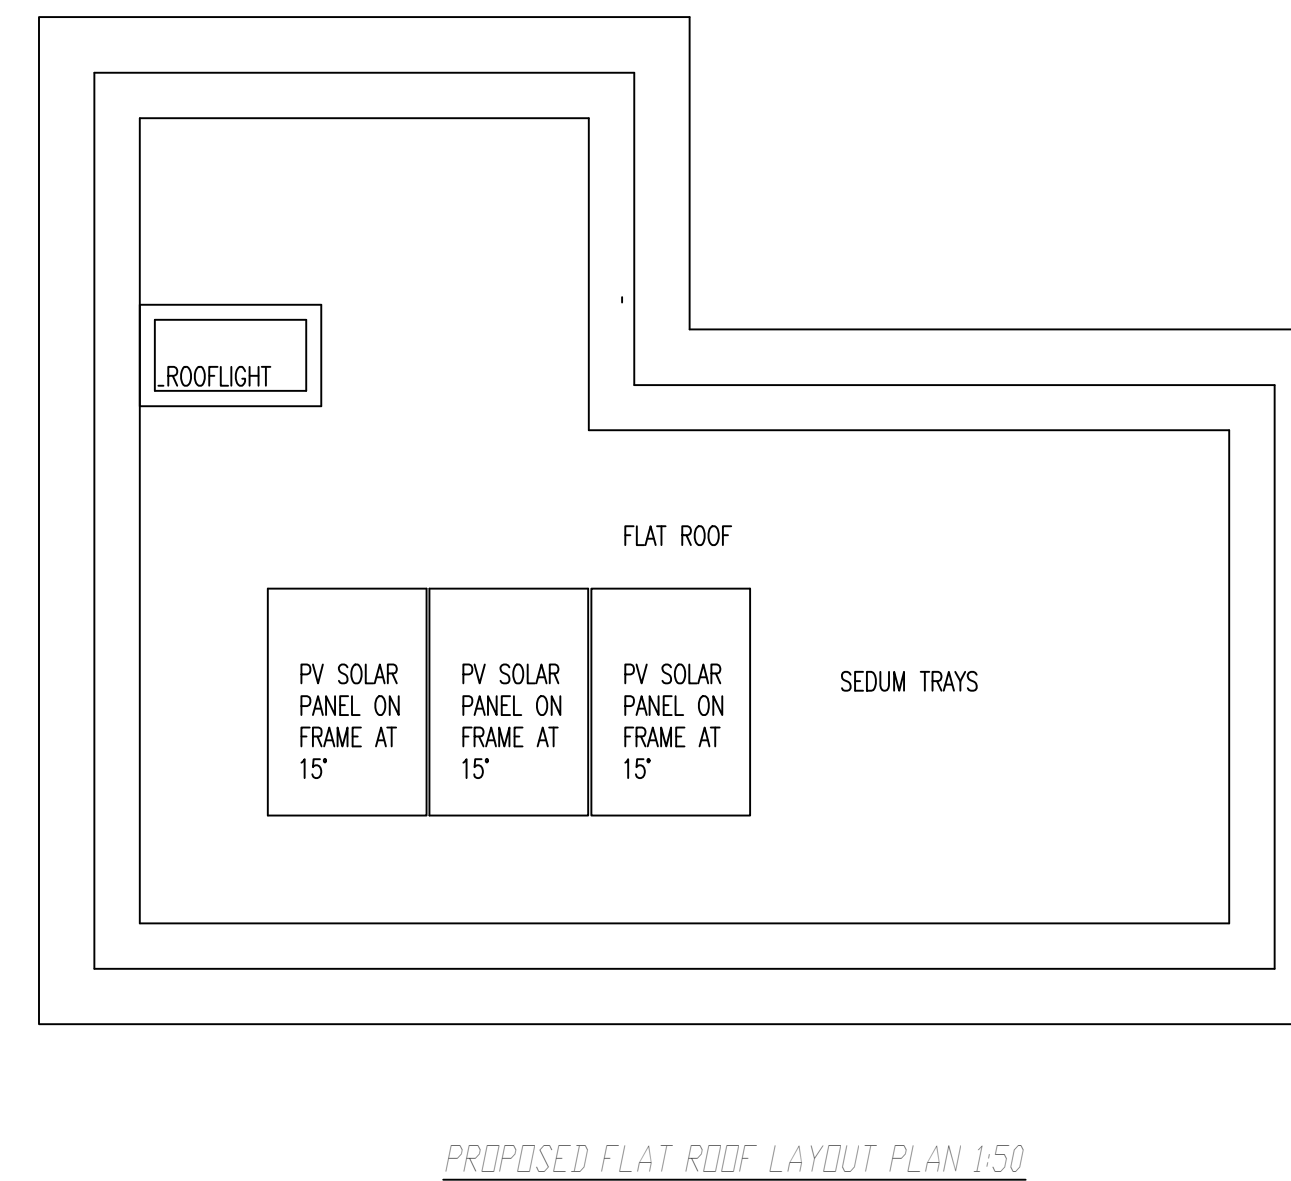 _ROOFLIGHT
FLAT ROOF
PV SOLAR
PANEL ON
FRAME AT
15°
PV SOLAR
PANEL ON
FRAME AT
15°
PV SOLAR
PANEL ON
FRAME AT
15°
SEDUM TRAYS
PROPOSED FLAT ROOF LAYOUT PLAN 1:50